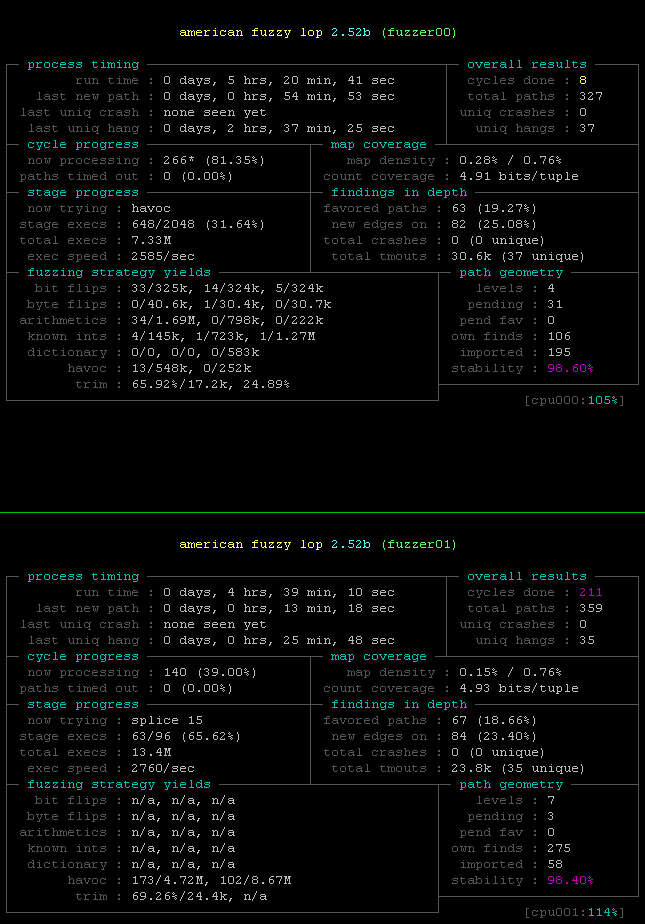 american fuzzy lop 2.52b (fuzzer00)
process timing overall results
run time : 0 days, 5 hrs, 20 min, 41 sec cycles done : 8
last new path : 0 days, 0 hrs, 54 min, 53 sec total paths : 327
last uniq crash : none seen yet uniq crashes : 0
last uniq hang : 0 days, 2 hrs, 37 min, 25 sec uniq hangs : 37
cycle progress map coverage
now processing : 266* (81.35%) map density : 0.28% / 0.76%
paths timed out : 0 (0.00%) count coverage : 4.91 bits/tuple
stage progress findings in depth
now trying : havoc favored paths : 63 (19.27%)
stage execs : 648/2048 (31.64%) new edges on : 82 (25.08%)
total execs : 7.33M total crashes : 0 (0 unique)
exec speed : 2585/sec total tmouts : 30.6k (37 unique)
fuzzing strategy yields path geometry
bit flips : 33/325k, 14/324k, 5/324k levels : 4
byte flips : 0/40.6k, 1/30.4k, 0/30.7k pending : 31
arithmetics : 34/1.69M, 0/798k, 0/222k pend fav : 0
known ints : 4/145k, 1/723k, 1/1.27M own finds : 106
dictionary : 0/0, 0/0, 0/583k imported : 195
havoc : 13/548k, 0/252k stability : 98.60%
trim : 65.92%/17.2k, 24.89%
[cpu000:105%]
american fuzzy lop 2.52b (fuzzer01)
process timing overall results
run time : 0 days, 4 hrs, 39 min, 10 sec cycles done : 211
last new path : 0 days, 0 hrs, 13 min, 18 sec total paths : 359
last uniq crash : none seen yet uniq crashes : 0
last uniq hang : 0 days, 0 hrs, 25 min, 48 sec uniq hangs : 35
cycle progress map coverage
now processing : 140 (39.00%) map density : 0.15% / 0.76%
paths timed out : 0 (0.00%) count coverage : 4.93 bits/tuple
stage progress findings in depth
now trying : splice 15 favored paths : 67 (18.66%)
stage execs : 63/96 (65.62%) new edges on : 84 (23.40%)
total execs : 13.4M total crashes : 0 (0 unique)
exec speed : 2760/sec total tmouts : 23.8k (35 unique)
fuzzing strategy yields path geometry
bit flips : n/a, n/a, n/a levels : 7
byte flips : n/a, n/a, n/a pending : 3
arithmetics : n/a, n/a, n/a pend fav : 0
known ints : n/a, n/a, n/a own finds : 275
dictionary : n/a, n/a, n/a imported : 58
havoc : 173/4.72M, 102/8.67M stability : 98.40%
trim : 69.26%/24.4k, n/a
[cpu001:114%]